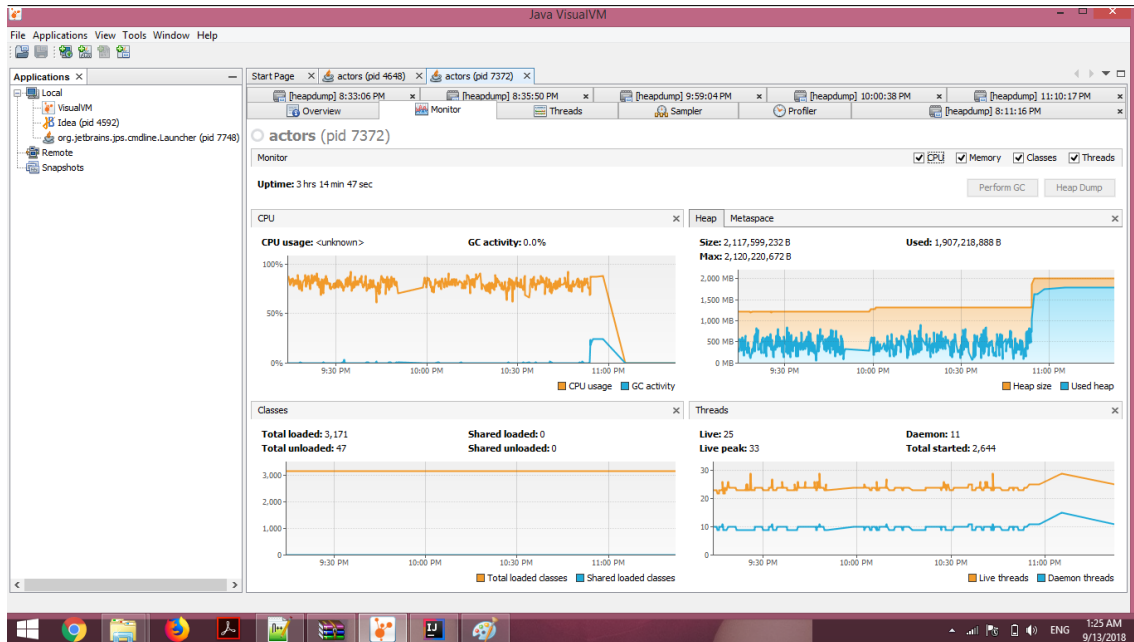 Java VisualVM
File Applications View Tools Window Help
Applications
Local
VisualVM
Idea (pid 4592)
org.jetbrains.jps.cmdline.Launcher (pid 7748)
Remote
Snapshots
Start Page actors (pid 4648) actors (pid 7372)
[heapdump] 8:33:06 PM [heapdump] 8:35:50 PM [heapdump] 9:59:04 PM [heapdump] 10:00:38 PM [heapdump] 11:10:17 PM
Overview Monitor Threads Sampler Profiler [heapdump] 8:11:16 PM
actors (pid 7372)
Monitor CPU Memory Classes Threads
Uptime: 3 hrs 14 min 47 sec
Perform GC Heap Dump
CPU
CPU usage: <unknown> GC activity: 0.0%
100%
50%
0%
9:30 PM 10:00 PM 10:30 PM 11:00 PM
CPU usage GC activity
Heap Metaspace
Size: 2,117,599,232 B Used: 1,907,218,888 B
Max: 2,120,220,672 B
2,000 MB
1,500 MB
1,000 MB
500 MB
0 MB
9:30 PM 10:00 PM 10:30 PM 11:00 PM
Heap size Used heap
Classes
Total loaded: 3,171 Shared loaded: 0
Total unloaded: 47 Shared unloaded: 0
3,000
2,000
1,000
0
9:30 PM 10:00 PM 10:30 PM 11:00 PM
Total loaded classes Shared loaded classes
Threads
Live: 25 Daemon: 11
Live peak: 33 Total started: 2,644
30
20
10
0
9:30 PM 10:00 PM 10:30 PM 11:00 PM
Live threads Daemon threads
ENG 1:25 AM
9/13/2018